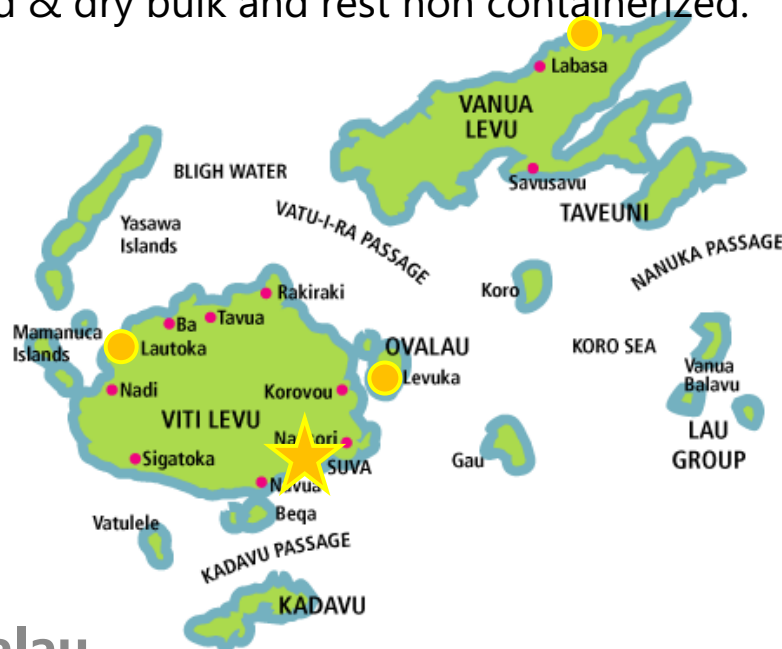 d & dry bulk and rest non containerized.
Labasa
VANUA
LEVU
BLIGH WATER
Savusavu
VATU-I-RA PASSAGE
TAVEUNI
Yasawa
Islands
NANUKA PASSAGE
Koro
Rakiraki
Tavua
Ba
Mamanuca
Islands
Lautoka
OVALAU
KORO SEA
Levuka
Vanua
Balavu
Nadi
Korovou
VITI LEVU
LAU
GROUP
Sigatoka
SUVA
Gau
Navua
Vatulele
Beqa
KADAVU PASSAGE
KADAVU
alau